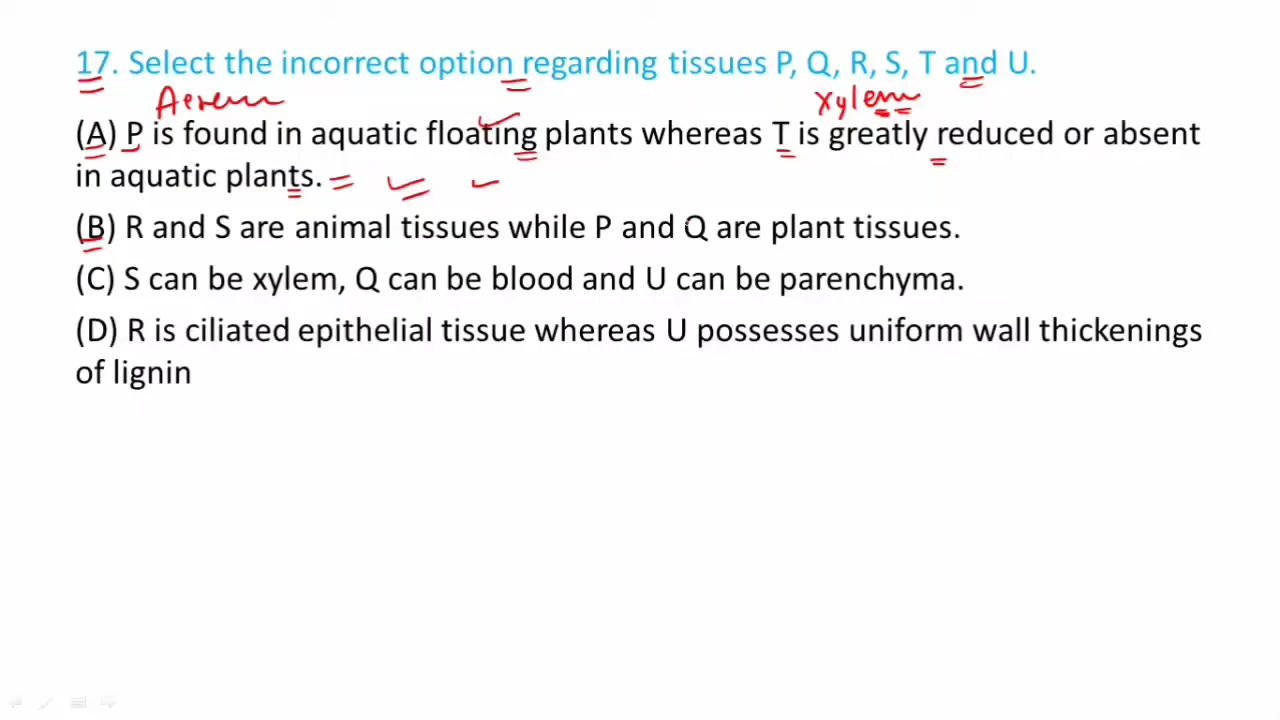 17. Select the incorrect option regarding tissues P, Q, R, S, T and U.
Aerem xylem
(A) P is found in aquatic floating plants whereas T is greatly reduced or absent
in aquatic plants.
(B) R and S are animal tissues while P and Q are plant tissues.
(C) S can be xylem, Q can be blood and U can be parenchyma.
(D) R is ciliated epithelial tissue whereas U possesses uniform wall thickenings
of lignin